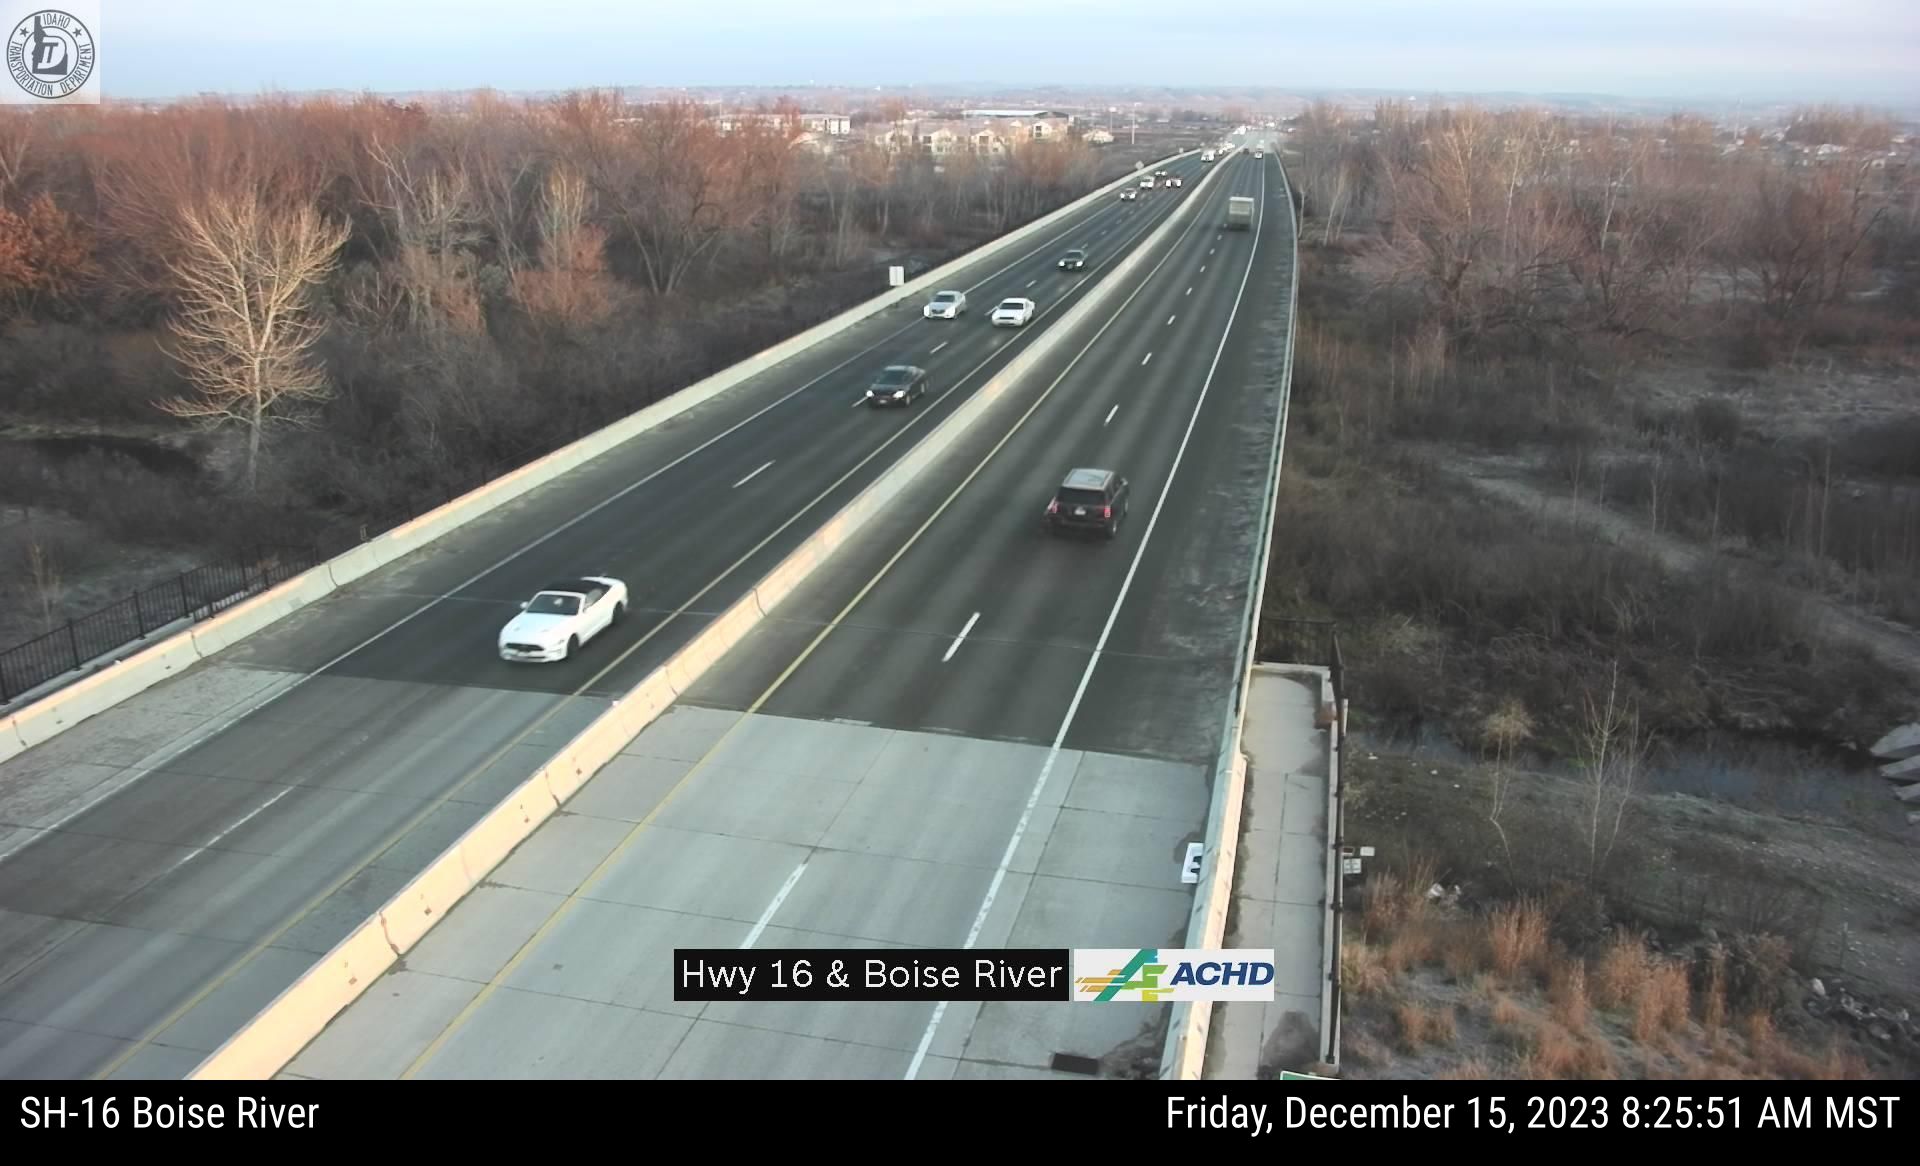 IDAHO
TRANSPORTATION DEPARTMENT
Hwy 16 & Boise River
ACHD
SH-16 Boise River
Friday, December 15, 2023 8:25:51 AM MST